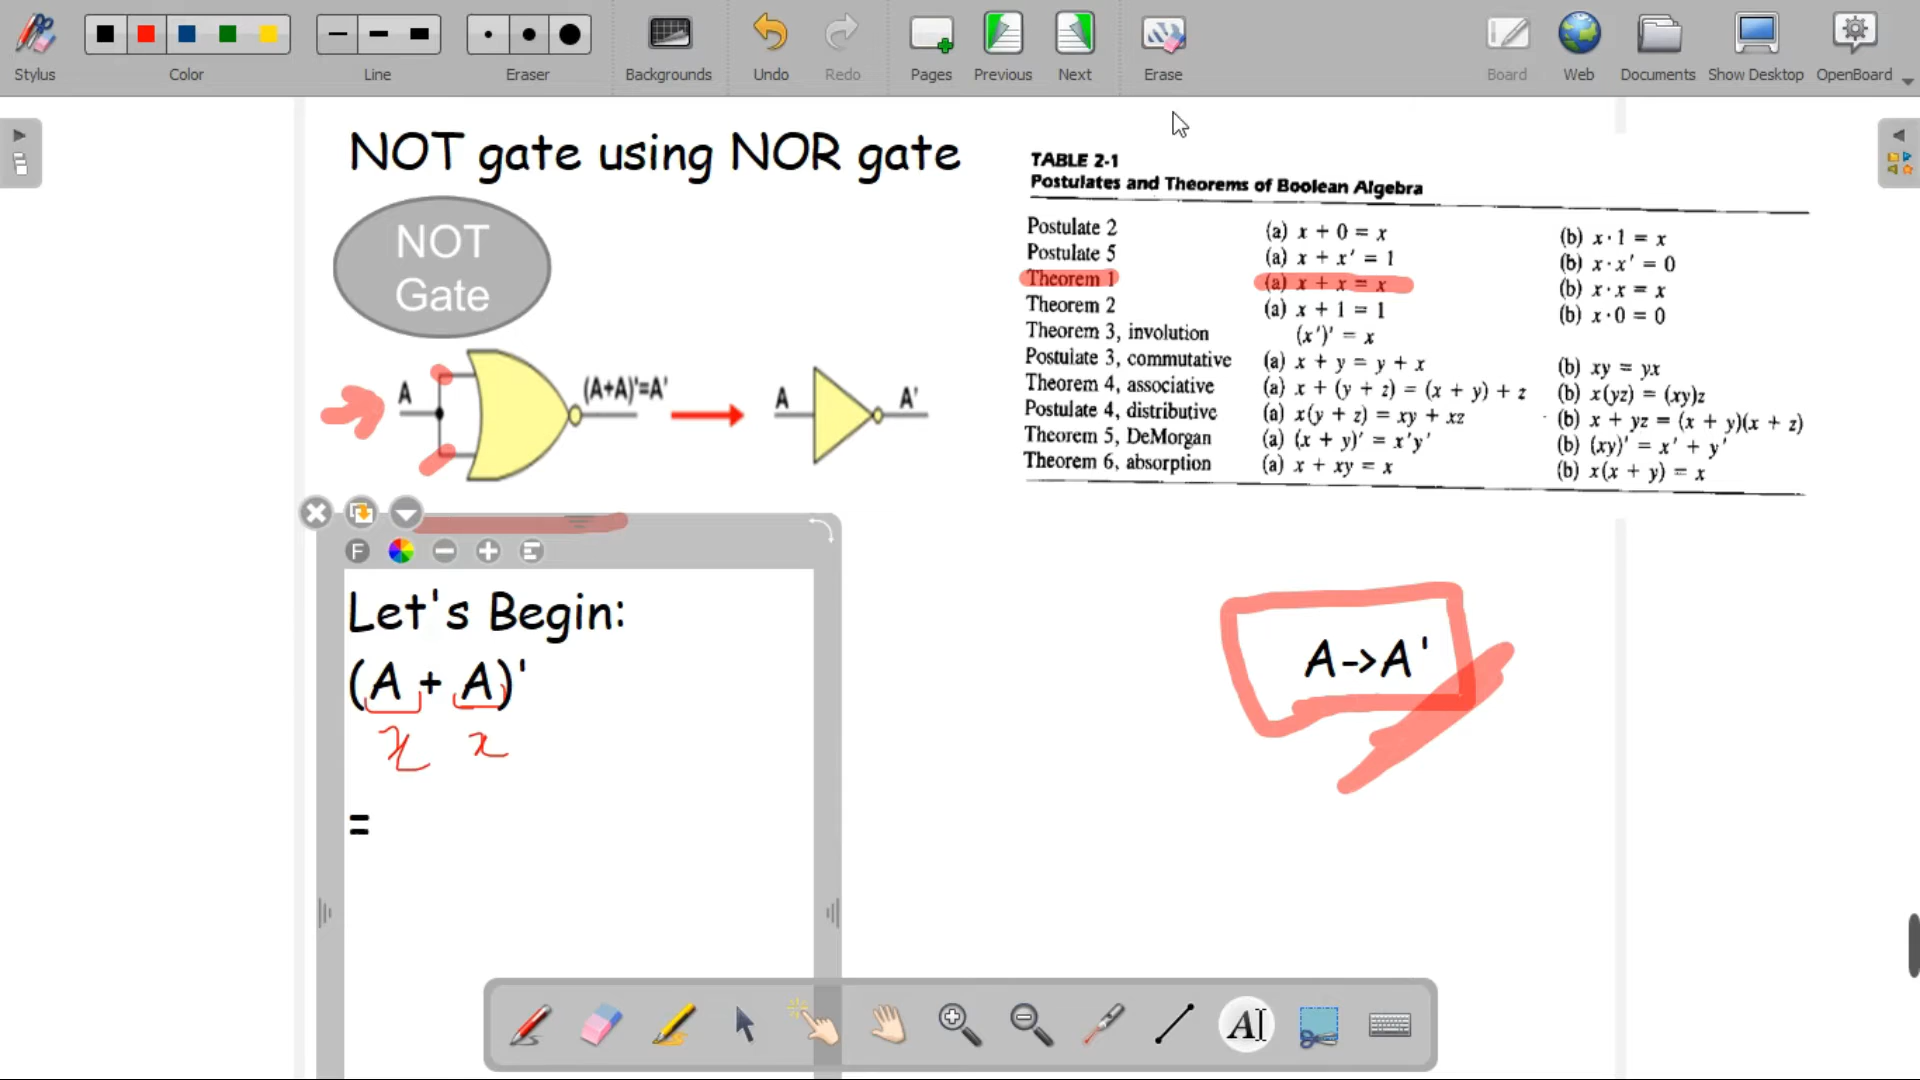 Stylus
Color
Line
Eraser
Backgrounds
Undo
Redo
Pages
Previous
Next
Erase
Board
Web
Documents
Show Desktop
OpenBoard
NOT gate using NOR gate
NOT
Gate
A
(A+A)'=A'
A
A'
TABLE 2-1
Postulates and Theorems of Boolean Algebra
Postulate 2 (a) x + 0 = x (b) x · 1 = x
Postulate 5 (a) x + x' = 1 (b) x · x' = 0
Theorem 1 (a) x + x = x (b) x · x = x
Theorem 2 (a) x + 1 = 1 (b) x · 0 = 0
Theorem 3, involution (x')' = x
Postulate 3, commutative (a) x + y = y + x (b) xy = yx
Theorem 4, associative (a) x + (y + z) = (x + y) + z (b) x(yz) = (xy)z
Postulate 4, distributive (a) x(y + z) = xy + xz (b) x + yz = (x + y)(x + z)
Theorem 5, DeMorgan (a) (x + y)' = x'y' (b) (xy)' = x' + y'
Theorem 6, absorption (a) x + xy = x (b) x(x + y) = x
F
Let's Begin:
(A + A)'
x x
=
A->A'